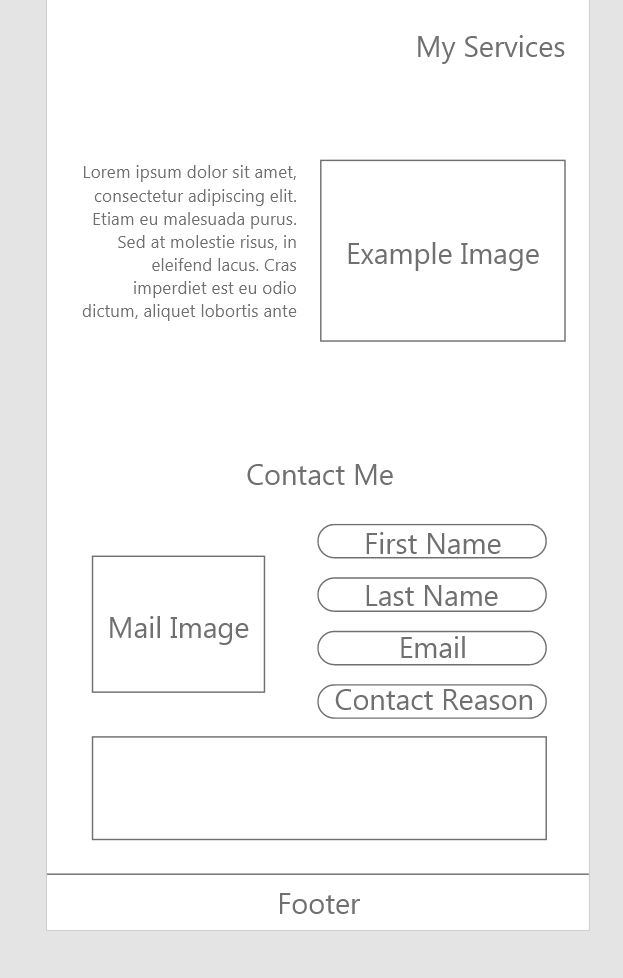 My Services
Lorem ipsum dolor sit amet,
consectetur adipiscing elit.
Etiam eu malesuada purus.
Sed at molestie risus, in
eleifend lacus. Cras
imperdiet est eu odio
dictum, aliquet lobortis ante
Example Image
Contact Me
Mail Image
First Name
Last Name
Email
Contact Reason
Footer